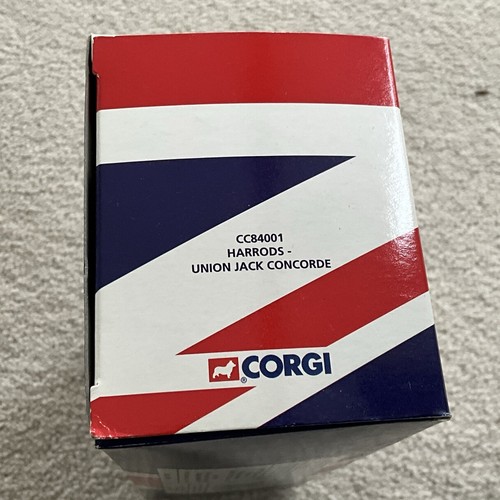 CC84001
HARRODS -
UNION JACK CONCORDE
CORGI